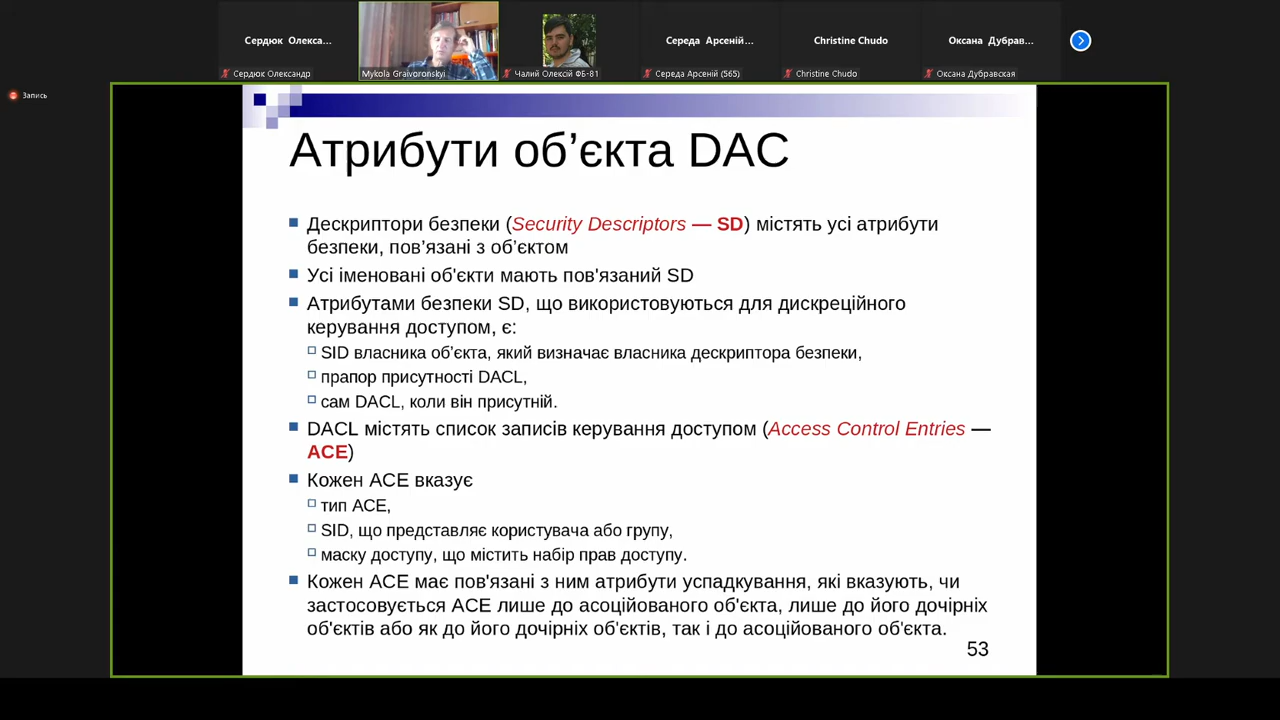 Сердюк Олекса...
Середа Арсеній...
Christine Chudo
Оксана Дубрав...
Сердюк Олександр
Mykola Graivoronskyi
Чалий Олексій ФБ-81
Середа Арсеній (565)
Christine Chudo
Оксана Дубравская
Запись
Атрибути об’єкта DAC
Дескриптори безпеки (Security Descriptors — SD) містять усі атрибути
безпеки, пов’язані з об’єктом
Усі іменовані об'єкти мають пов'язаний SD
Атрибутами безпеки SD, що використовуються для дискреційного
керування доступом, є:
SID власника об’єкта, який визначає власника дескриптора безпеки,
прапор присутності DACL,
сам DACL, коли він присутній.
DACL містять список записів керування доступом (Access Control Entries —
ACE)
Кожен ACE вказує
тип ACE,
SID, що представляє користувача або групу,
маску доступу, що містить набір прав доступу.
Кожен ACE має пов'язані з ним атрибути успадкування, які вказують, чи
застосовується ACE лише до асоційованого об'єкта, лише до його дочірніх
об'єктів або як до його дочірніх об'єктів, так і до асоційованого об'єкта.
53